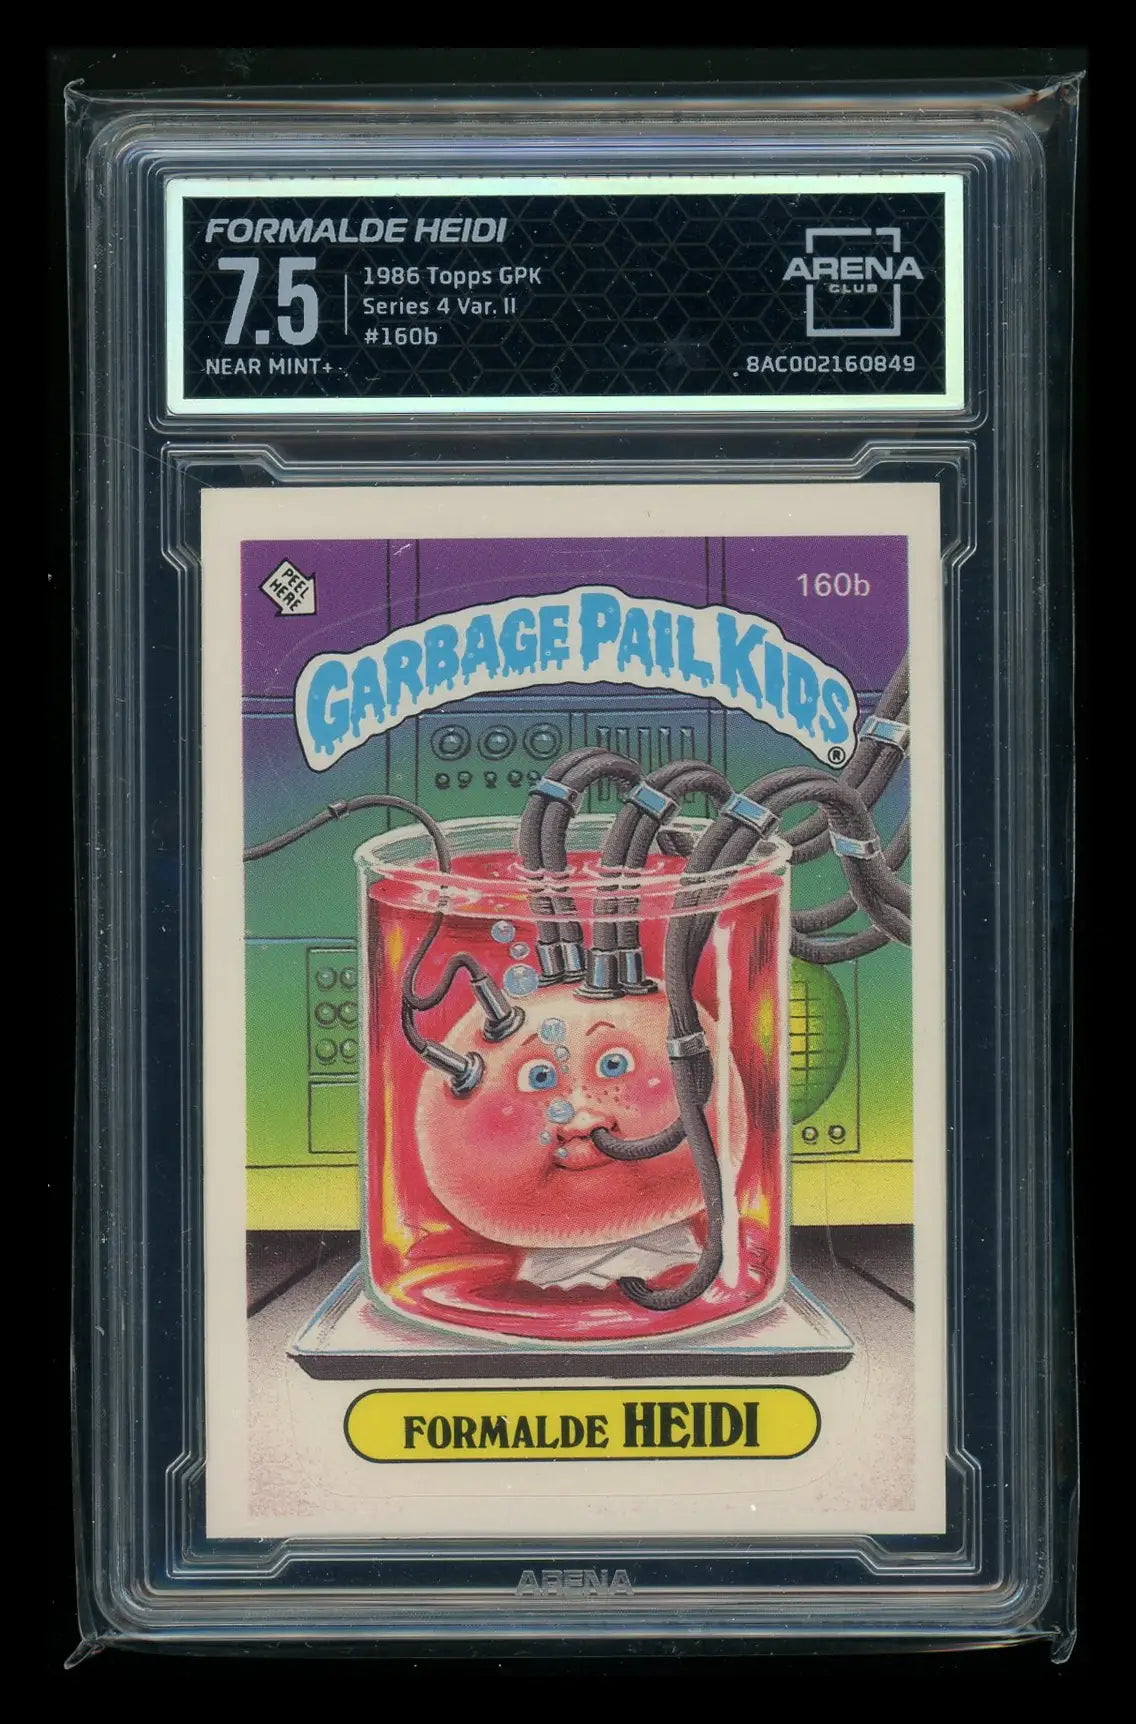 FORMALDE HEIDI
7.5
NEAR MINT+
1986 Topps GPK
Series 4 Var. II
#160b
ARENA
CLUB
8AC002160849
PEEL
HERE
160b
GARBAGE PAIL KIDS
®
FORMALDE HEIDI
ARENA